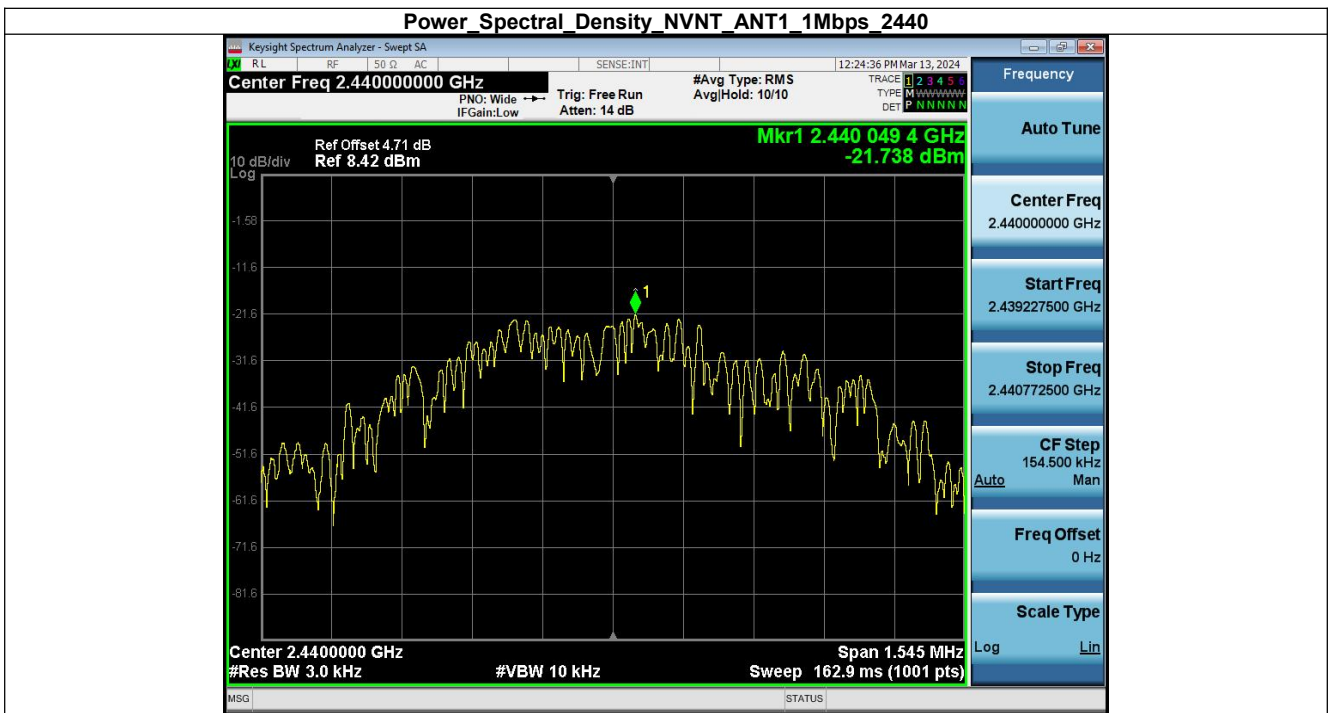 Power_Spectral_Density_NVNT_ANT1_1Mbps_2440
Keysight Spectrum Analyzer - Swept SA
LXI RL RF 50 Ω AC SENSE:INT 12:24:36 PM Mar 13, 2024
Center Freq 2.440000000 GHz
PNO: Wide
IFGain:Low
Trig: Free Run
Atten: 14 dB
#Avg Type: RMS
Avg|Hold: 10/10
TRACE 1 2 3 4 5 6
TYPE M WWWWW
DET P N N N N N
Mkr1 2.440 049 4 GHz
-21.738 dBm
Ref Offset 4.71 dB
10 dB/div Ref 8.42 dBm
Log
-1.58
-11.6
-21.6
-31.6
-41.6
-51.6
-61.6
-71.6
-81.6
1
Center 2.4400000 GHz Span 1.545 MHz
#Res BW 3.0 kHz #VBW 10 kHz Sweep 162.9 ms (1001 pts)
MSG STATUS
Frequency
Auto Tune
Center Freq
2.440000000 GHz
Start Freq
2.439227500 GHz
Stop Freq
2.440772500 GHz
CF Step
154.500 kHz
Auto Man
Freq Offset
0 Hz
Scale Type
Log Lin